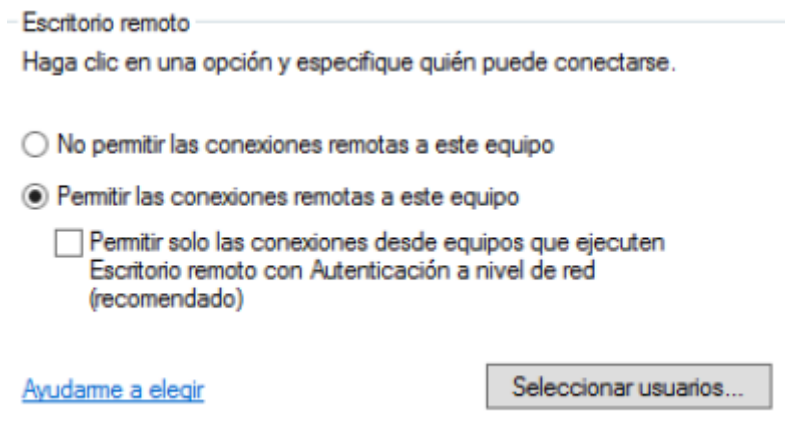 Escritorio remoto
Haga clic en una opción y especifique quién puede conectarse.
No permitir las conexiones remotas a este equipo
Permitir las conexiones remotas a este equipo
Permitir solo las conexiones desde equipos que ejecuten
Escritorio remoto con Autenticación a nivel de red
(recomendado)
Ayudarme a elegir
Seleccionar usuarios...